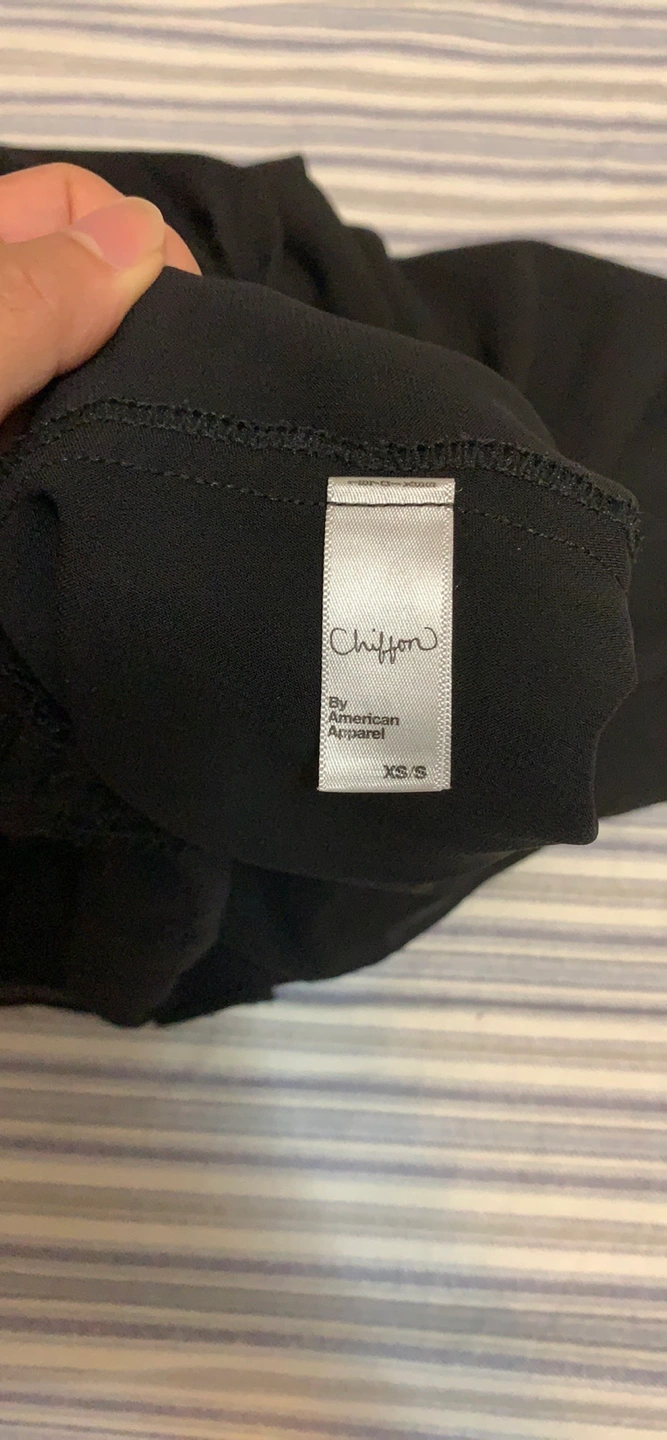 Chiffon
By
American
Apparel
XS/S